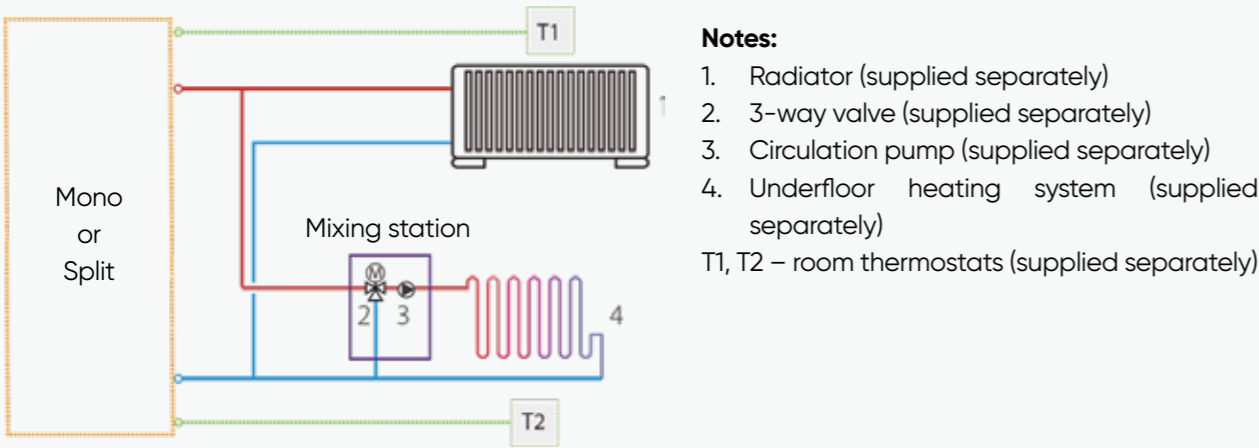 T1
1
Mono
or
Split
Mixing station
M
2 3
4
T2
Notes:
1. Radiator (supplied separately)
2. 3-way valve (supplied separately)
3. Circulation pump (supplied separately)
4. Underfloor heating system (supplied
separately)
T1, T2 – room thermostats (supplied separately)